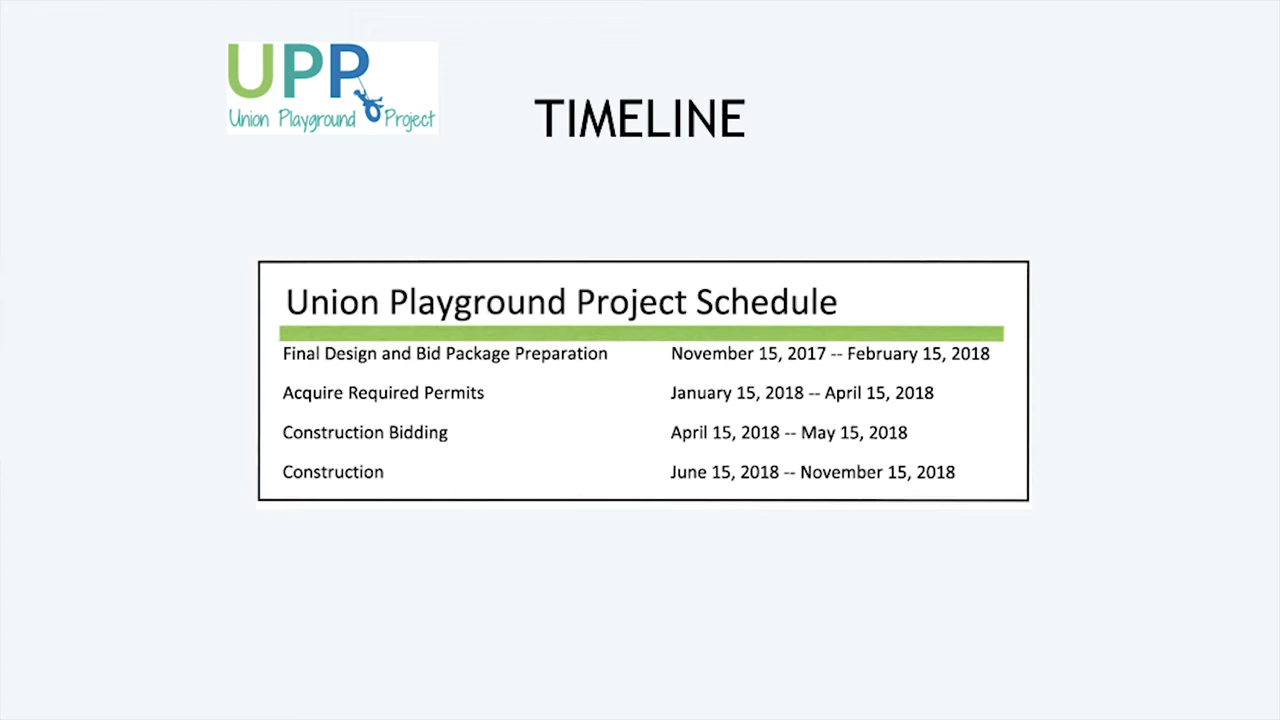 UPP
Union Playground Project
TIMELINE
Union Playground Project Schedule
Final Design and Bid Package Preparation November 15, 2017 -- February 15, 2018
Acquire Required Permits January 15, 2018 -- April 15, 2018
Construction Bidding April 15, 2018 -- May 15, 2018
Construction June 15, 2018 -- November 15, 2018